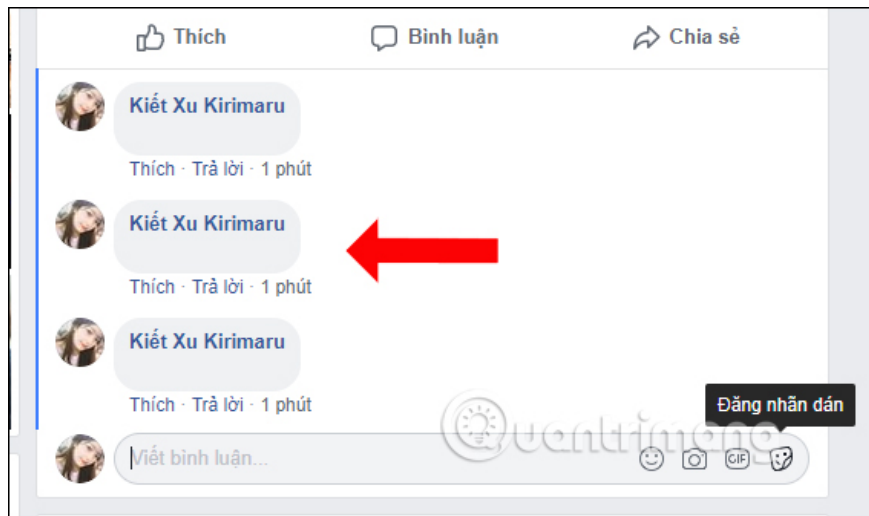 Thích Bình luận Chia sẻ
Kiết Xu Kirimaru
Thích · Trả lời · 1 phút
Kiết Xu Kirimaru
Thích · Trả lời · 1 phút
Kiết Xu Kirimaru
Thích · Trả lời · 1 phút
Đăng nhãn dán
Quantrimang
Viết bình luận...
GIF